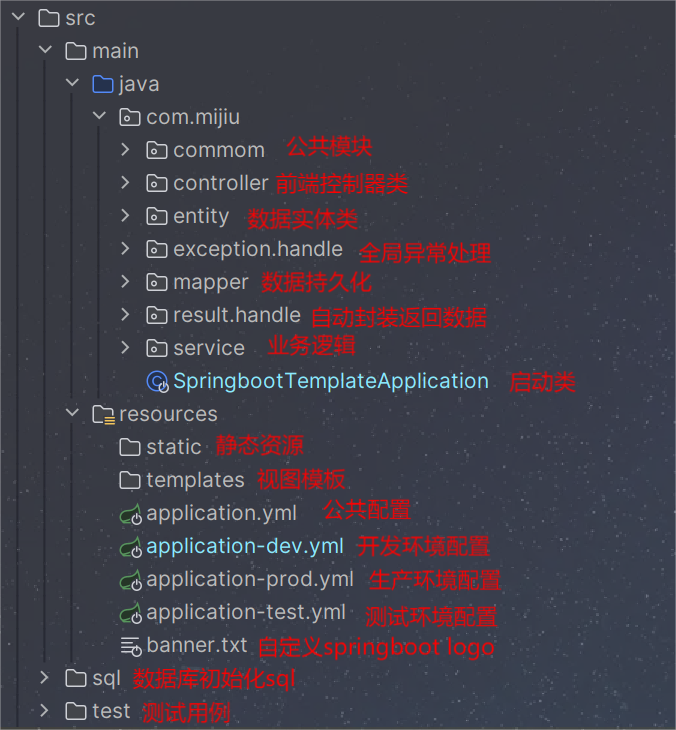 src
main
java
com.mijiu
commom 公共模块
controller 前端控制器类
entity 数据实体类
exception.handle 全局异常处理
mapper 数据持久化
result.handle 自动封装返回数据
service 业务逻辑
SpringbootTemplateApplication 启动类
resources
static 静态资源
templates 视图模板
application.yml 公共配置
application-dev.yml 开发环境配置
application-prod.yml 生产环境配置
application-test.yml 测试环境配置
banner.txt 自定义springboot logo
sql 数据库初始化sql
test 测试用例